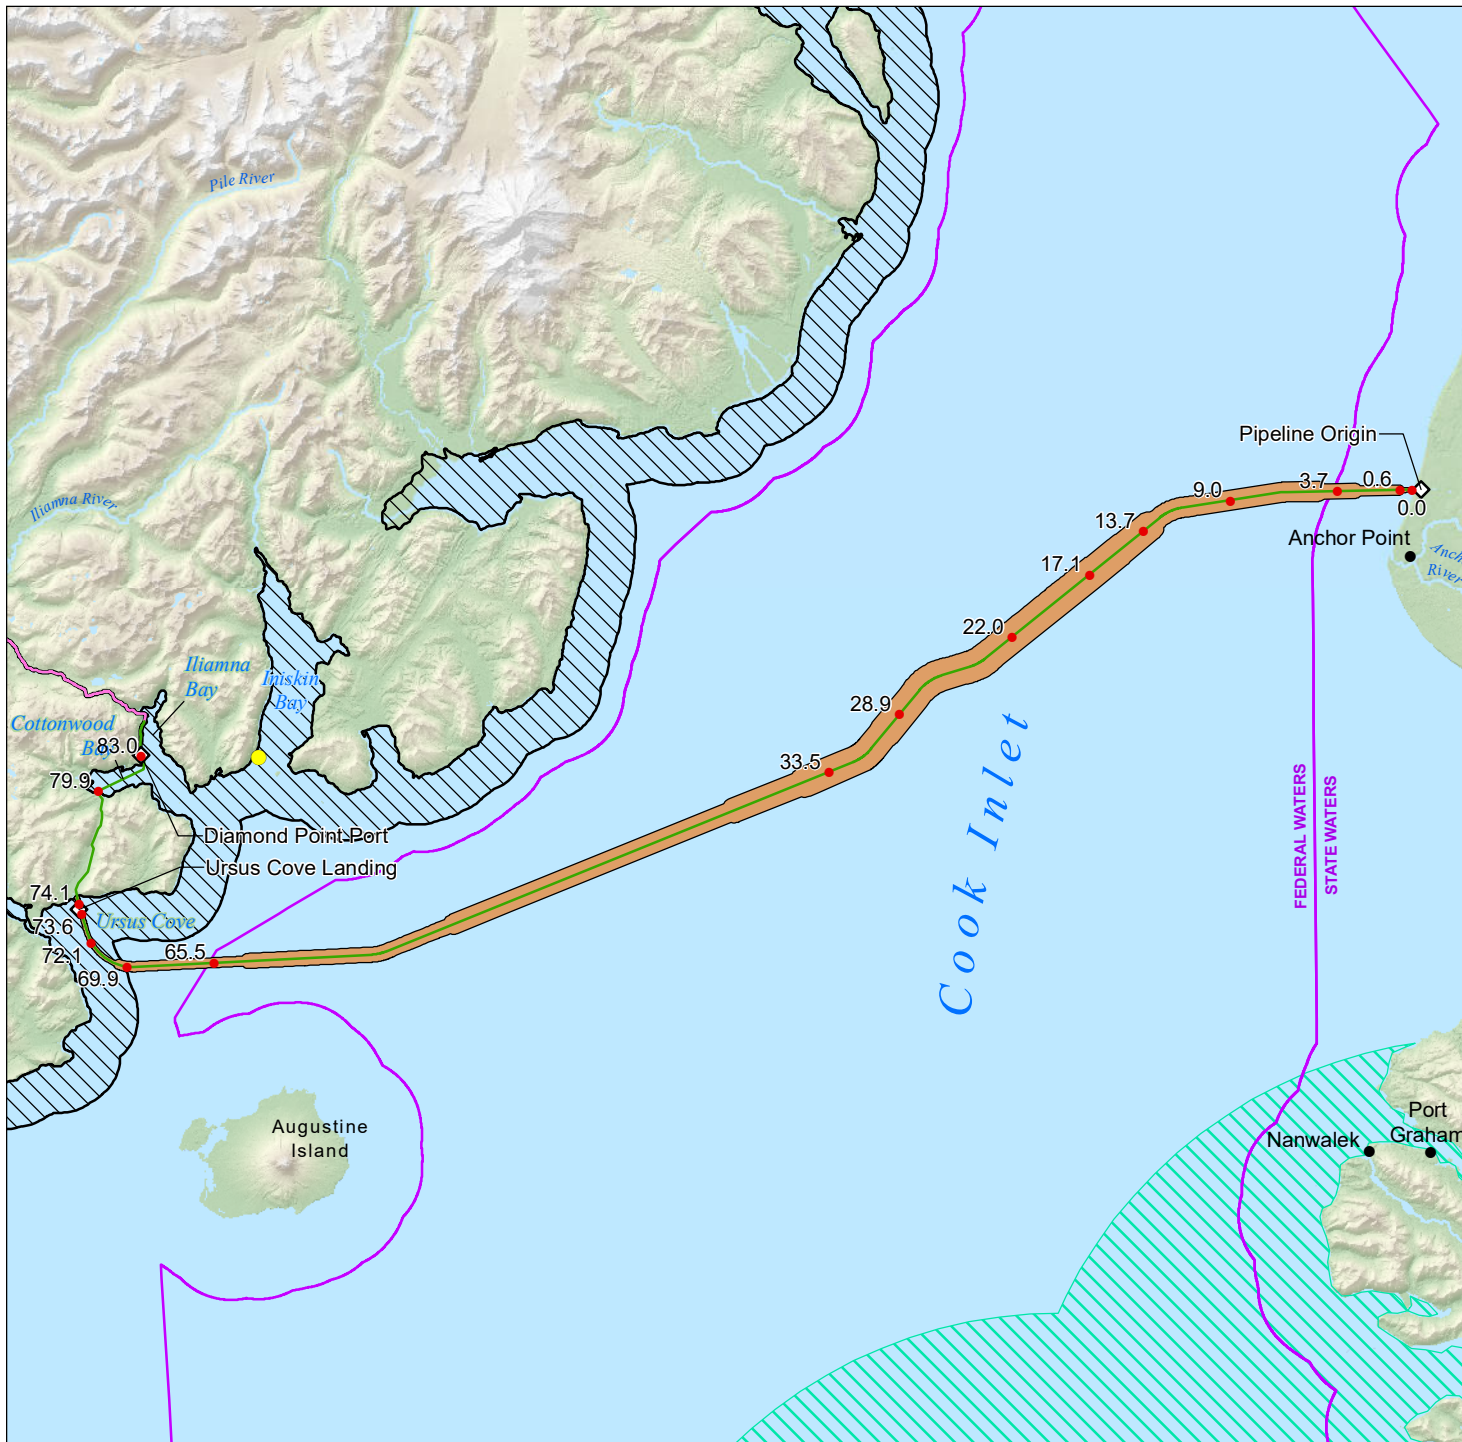 Pile River
Pipeline Origin
9.0
3.7
0.6
0.0
Iliamna River
13.7
Anchor Point
17.1
Anch
River
22.0
Iliamna
Bay
Iniskin
Bay
28.9
Cottonwood
Bay
83.0
33.5
79.9
Cook Inlet
FEDERAL WATERS
STATE WATERS
Diamond Point Port
Ursus Cove Landing
74.1
73.6
Ursus Cove
72.1
65.5
69.9
Augustine
Island
Port
Graham
Nanwalek